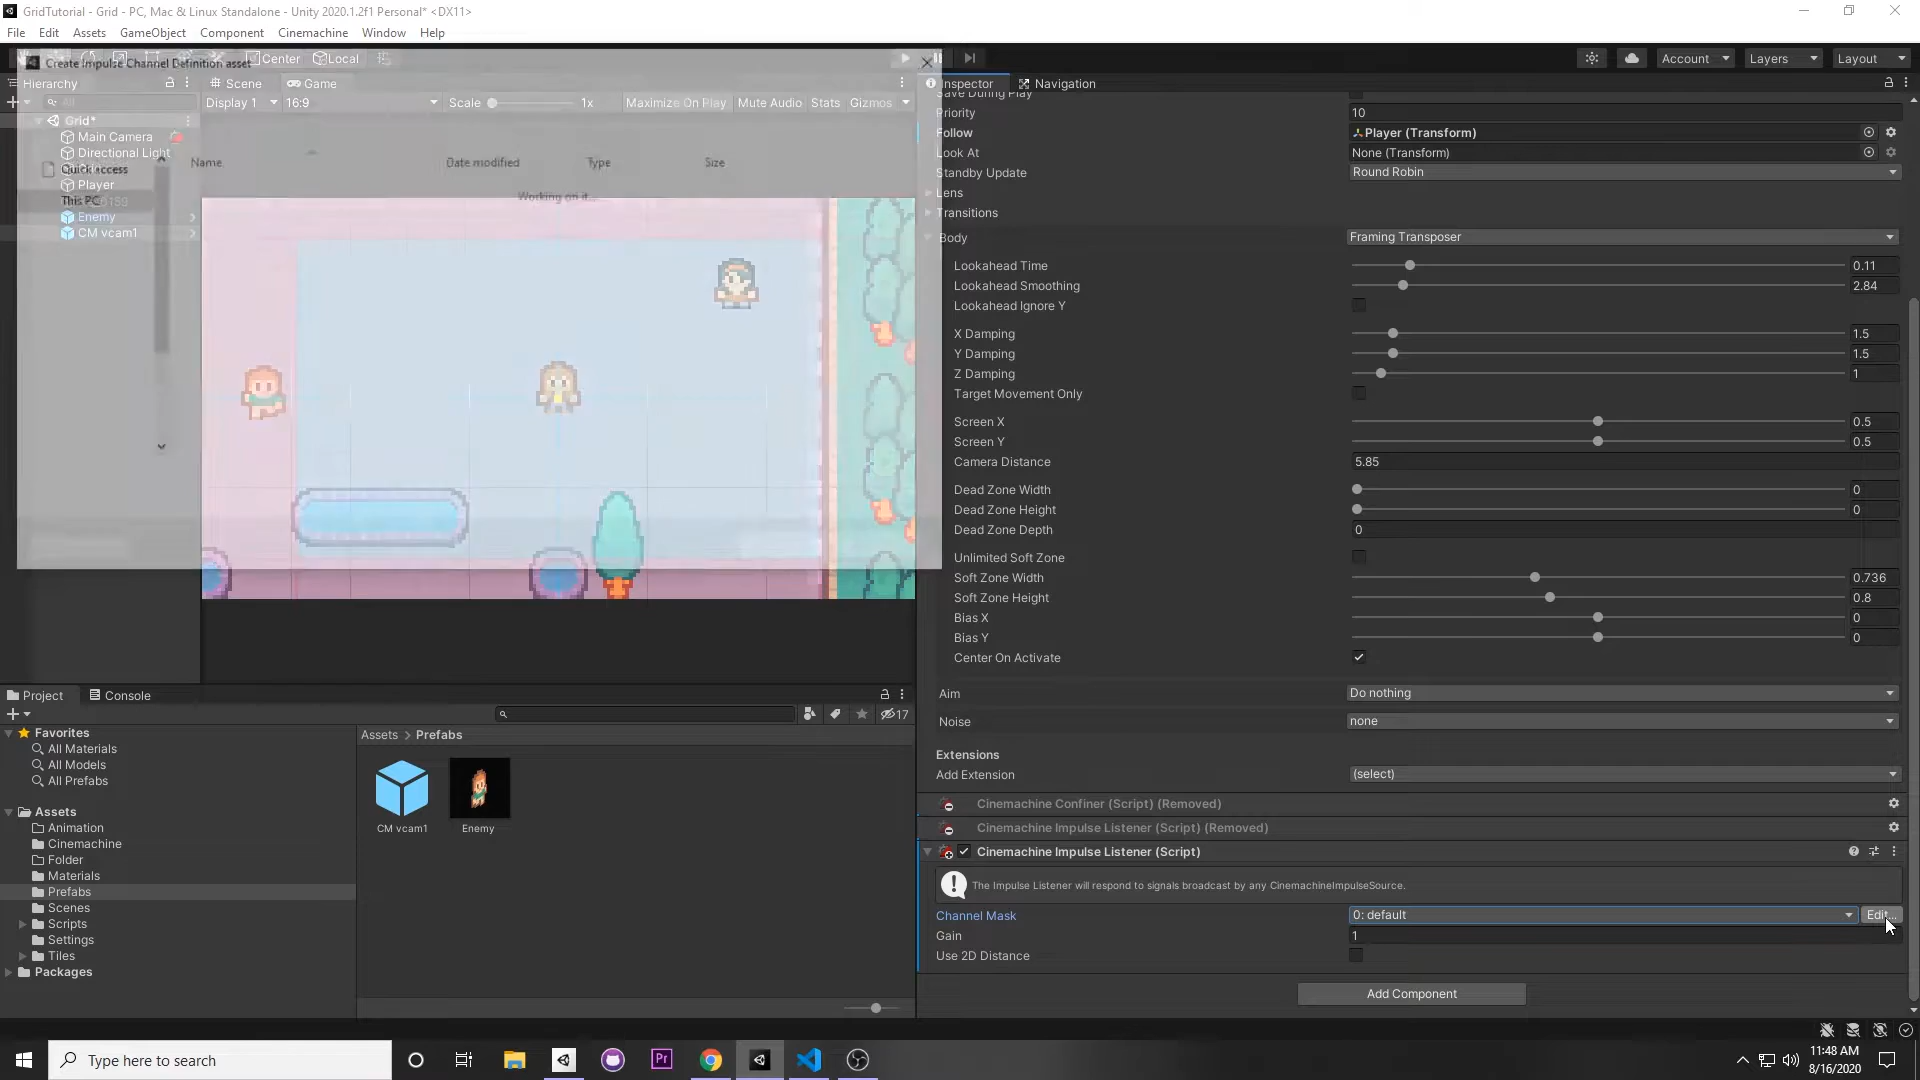 GridTutorial - Grid - PC, Mac & Linux Standalone - Unity 2020.1.2f1 Personal* <DX11>
File Edit Assets GameObject Component Cinemachine Window Help
Create Impulse Channel Definition asset
Center Local
Account Layers Layout
Hierarchy
Scene Game
Inspector Navigation
All
Display 1 16:9 Scale 1x Maximize On Play Mute Audio Stats Gizmos
Grid*
Main Camera
Directional Light
Quick access
Player
This PC
Enemy
CM vcam1
Name Date modified Type Size
Working on it...
Save During Play
Priority 10
Follow Player (Transform)
Look At None (Transform)
Standby Update Round Robin
Lens
Transitions
Body Framing Transposer
Lookahead Time 0.11
Lookahead Smoothing 2.84
Lookahead Ignore Y
X Damping 1.5
Y Damping 1.5
Z Damping 1
Target Movement Only
Screen X 0.5
Screen Y 0.5
Camera Distance 5.85
Dead Zone Width 0
Dead Zone Height 0
Dead Zone Depth 0
Unlimited Soft Zone
Soft Zone Width 0.736
Soft Zone Height 0.8
Bias X 0
Bias Y 0
Center On Activate
Aim Do nothing
Noise none
Extensions
Add Extension (select)
Cinemachine Confiner (Script) (Removed)
Cinemachine Impulse Listener (Script) (Removed)
Cinemachine Impulse Listener (Script)
The Impulse Listener will respond to signals broadcast by any CinemachineImpulseSource.
Channel Mask 0: default Edit...
Gain 1
Use 2D Distance
Add Component
Project Console
17
Favorites
All Materials
All Models
All Prefabs
Assets
Animation
Cinemachine
Folder
Materials
Prefabs
Scenes
Scripts
Settings
Tiles
Packages
Assets > Prefabs
CM vcam1 Enemy
Type here to search
Pr
11:48 AM
8/16/2020